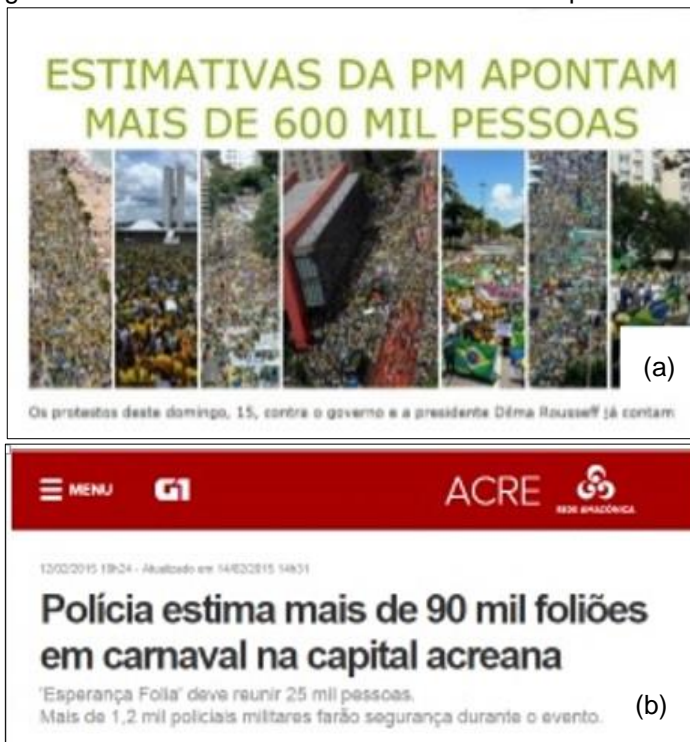 ESTIMATIVAS DA PM APONTAM
MAIS DE 600 MIL PESSOAS
(a)
Os protestos deste domingo, 15, contra o governo e a presidente Dilma Rousseff já contam
MENU G1 ACRE REDE AMAZÔNICA
12/02/2015 18h24 - Atualizado em 14/02/2015 14h31
Polícia estima mais de 90 mil foliões
em carnaval na capital acreana
'Esperança Folia' deve reunir 25 mil pessoas.
Mais de 1,2 mil policiais militares farão segurança durante o evento.
(b)